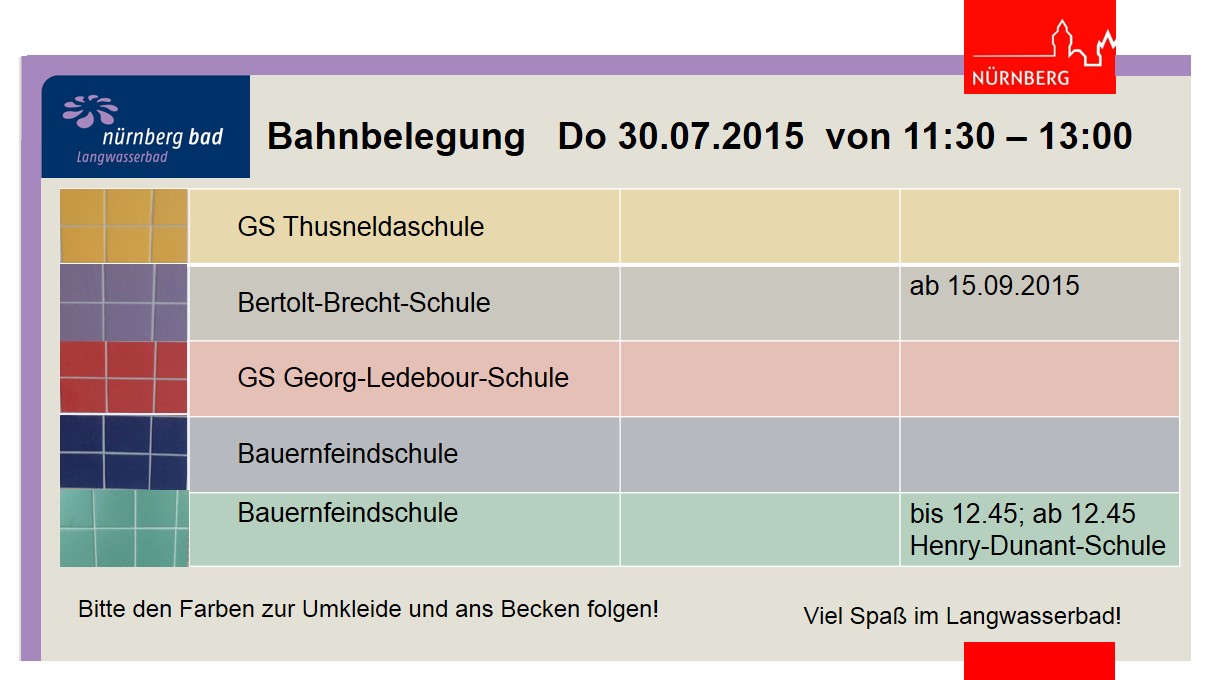 NÜRNBERG
nürnberg bad
Langwasserbad
Bahnbelegung Do 30.07.2015 von 11:30 – 13:00
GS Thusneldaschule
Bertolt-Brecht-Schule
ab 15.09.2015
GS Georg-Ledebour-Schule
Bauernfeindschule
Bauernfeindschule
bis 12.45; ab 12.45
Henry-Dunant-Schule
Bitte den Farben zur Umkleide und ans Becken folgen!
Viel Spaß im Langwasserbad!